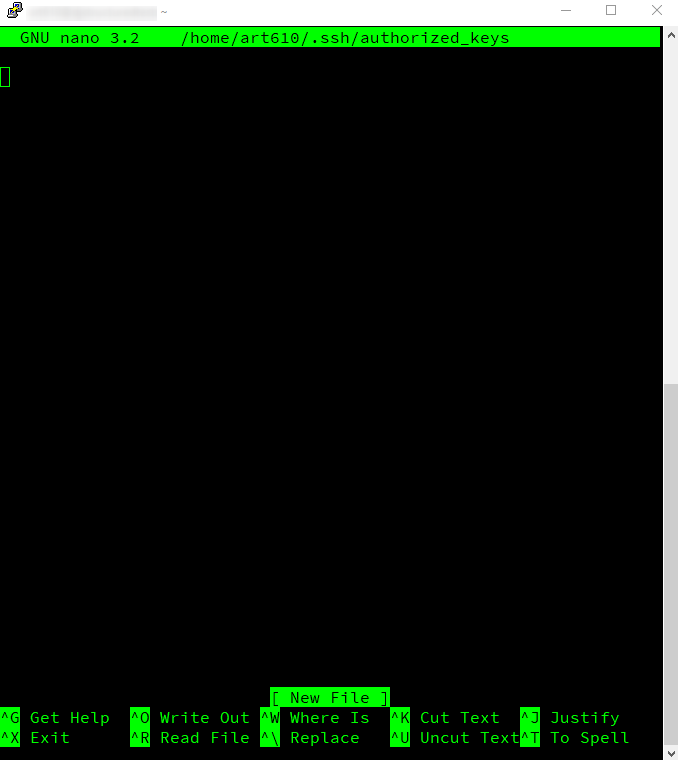 ~
GNU nano 3.2 /home/art610/.ssh/authorized_keys
[ New File ]
^G Get Help ^O Write Out ^W Where Is ^K Cut Text ^J Justify
^X Exit ^R Read File ^\ Replace ^U Uncut Text ^T To Spell